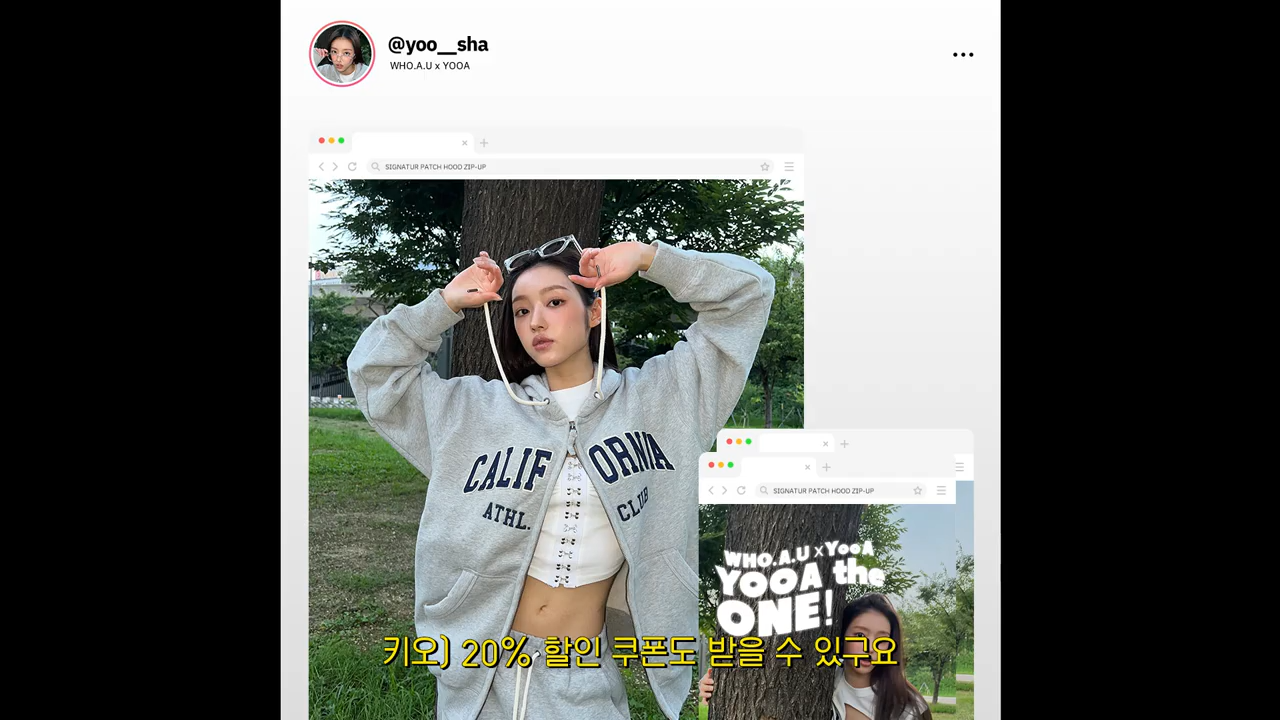 @yoo__sha
WHO.A.U x YOOA
SIGNATUR PATCH HOOD ZIP-UP
CALIFORNIA
ATHL. CLUB
SIGNATUR PATCH HOOD ZIP-UP
WHO.A.U x YooA
YOOA the
ONE!
키오) 20% 할인 쿠폰도 받을 수 있구요